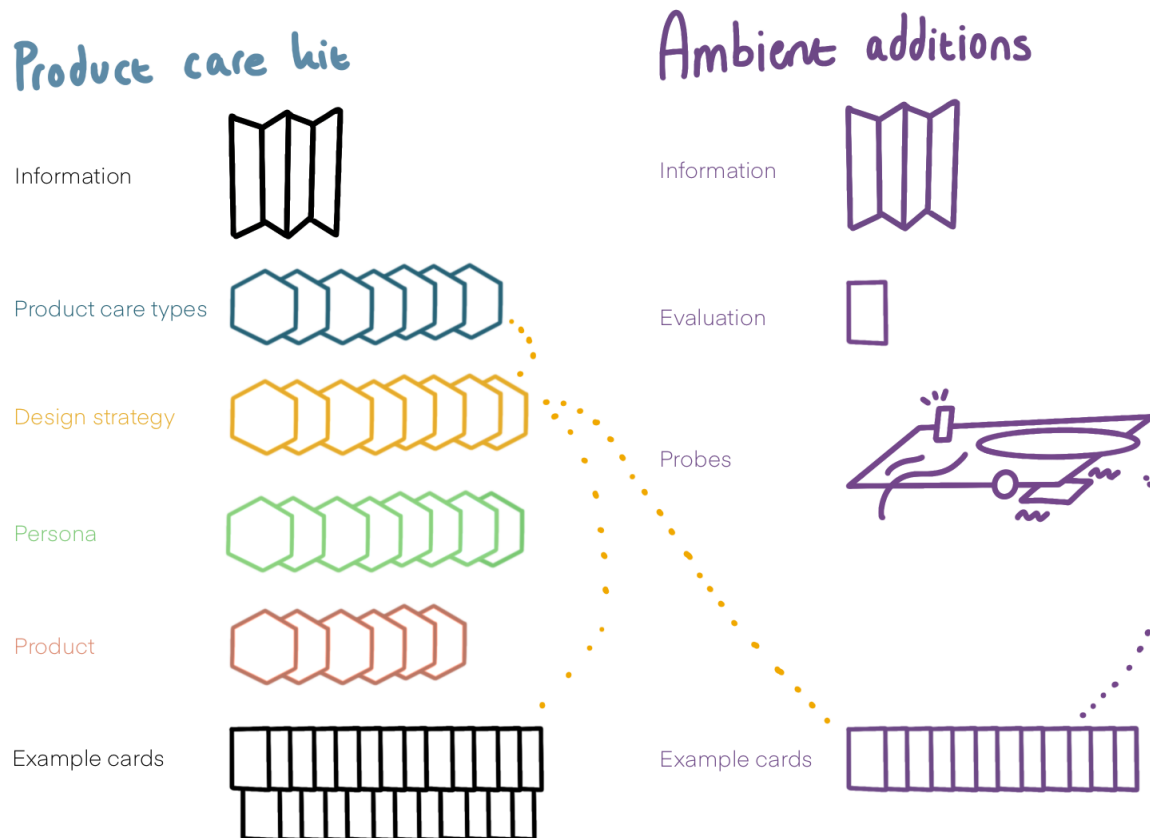 Product care kit
Information
Product care types
Design strategy
Persona
Product
Example cards
Ambient additions
Information
Evaluation
Probes
Example cards